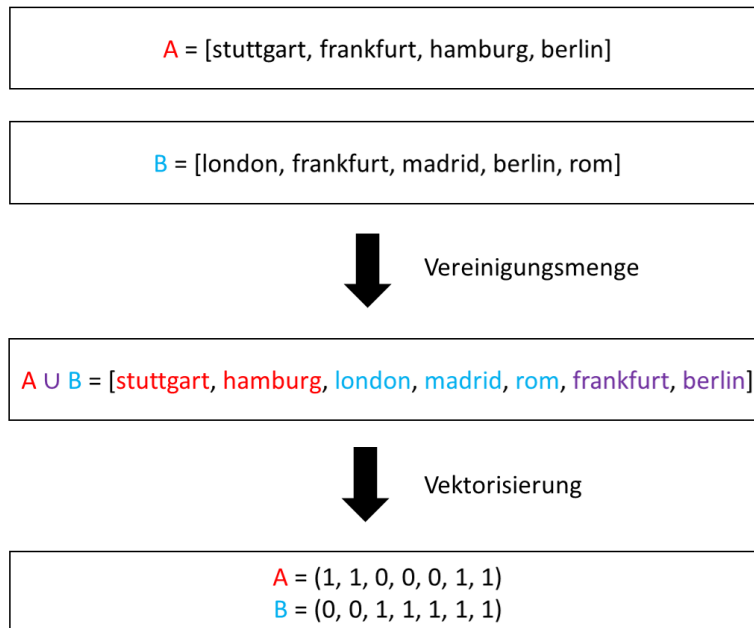 A = [stuttgart, frankfurt, hamburg, berlin]
B = [london, frankfurt, madrid, berlin, rom]
Vereinigungsmenge
A ∪ B = [stuttgart, hamburg, london, madrid, rom, frankfurt, berlin]
Vektorisierung
A = (1, 1, 0, 0, 0, 1, 1)
B = (0, 0, 1, 1, 1, 1, 1)